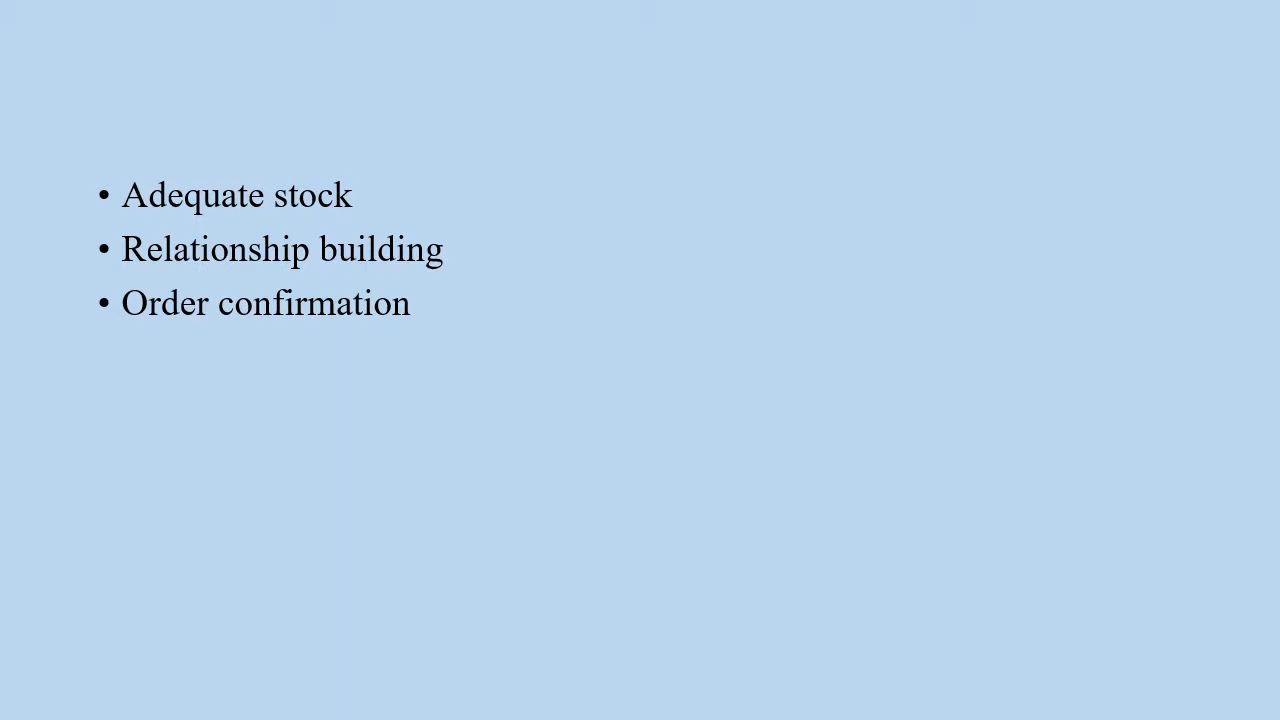 • Adequate stock
• Relationship building
• Order confirmation